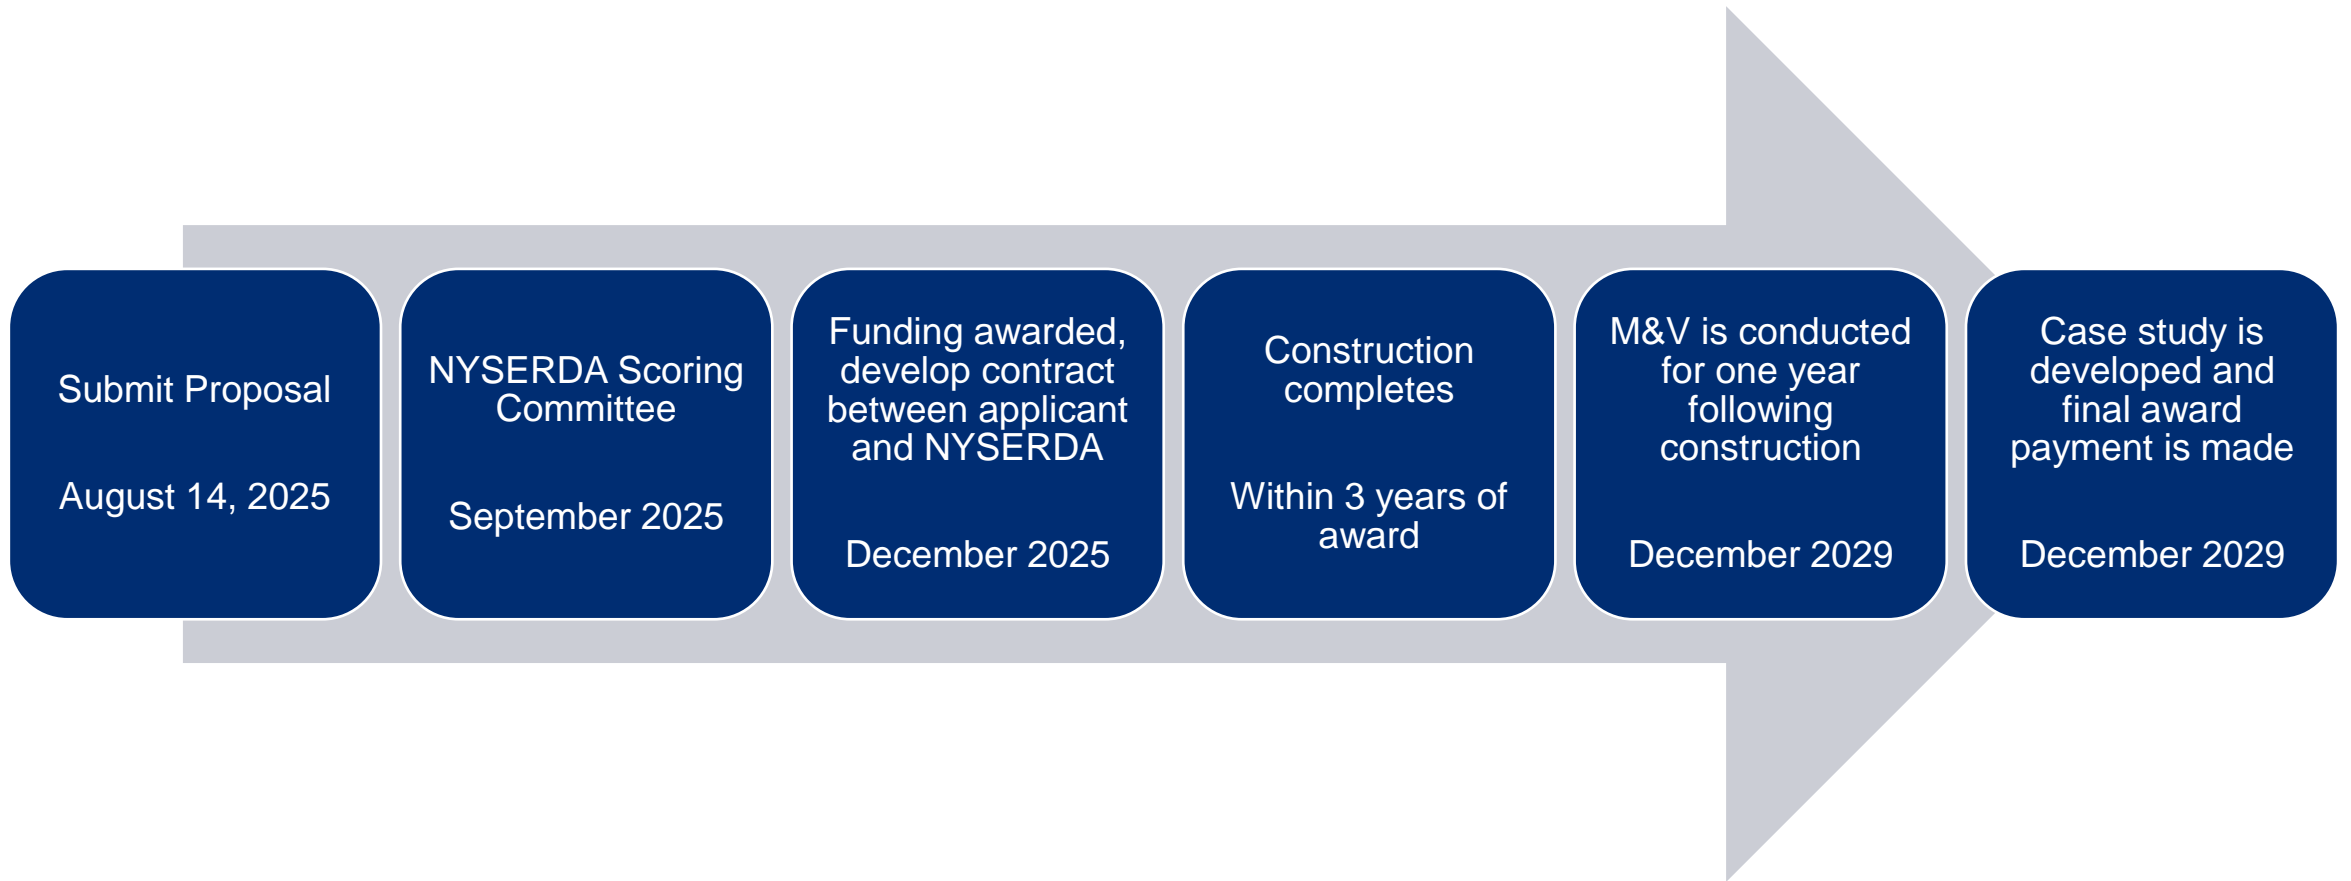 Submit Proposal
August 14, 2025
NYSERDA Scoring
Committee
September 2025
Funding awarded,
develop contract
between applicant
and NYSERDA
December 2025
Construction
completes
Within 3 years of
award
M&V is conducted
for one year
following
construction
December 2029
Case study is
developed and
final award
payment is made
December 2029